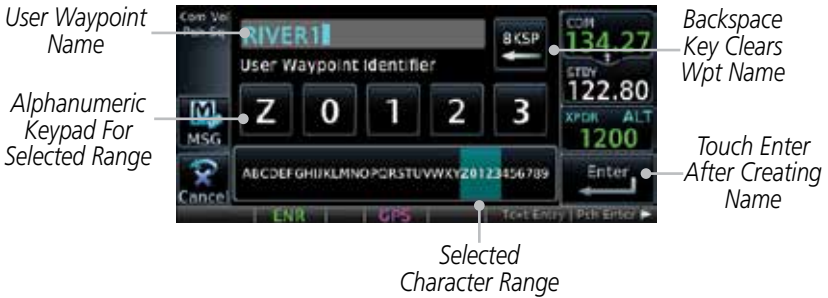 User Waypoint
Name
Alphanumeric
Keypad For
Selected Range
Com Vol
Psh Sq
RIVER1
User Waypoint Identifier
BKSP
Z 0 1 2 3
MSG
Cancel
ABCDEFGHIJKLMNOPQRSTUVWXYZ0123456789
COM
134.27
STBY
122.80
XPDR ALT
1200
Enter
ENR GPS Text Entry Psh Enter
Backspace
Key Clears
Wpt Name
Touch Enter
After Creating
Name
Selected
Character Range